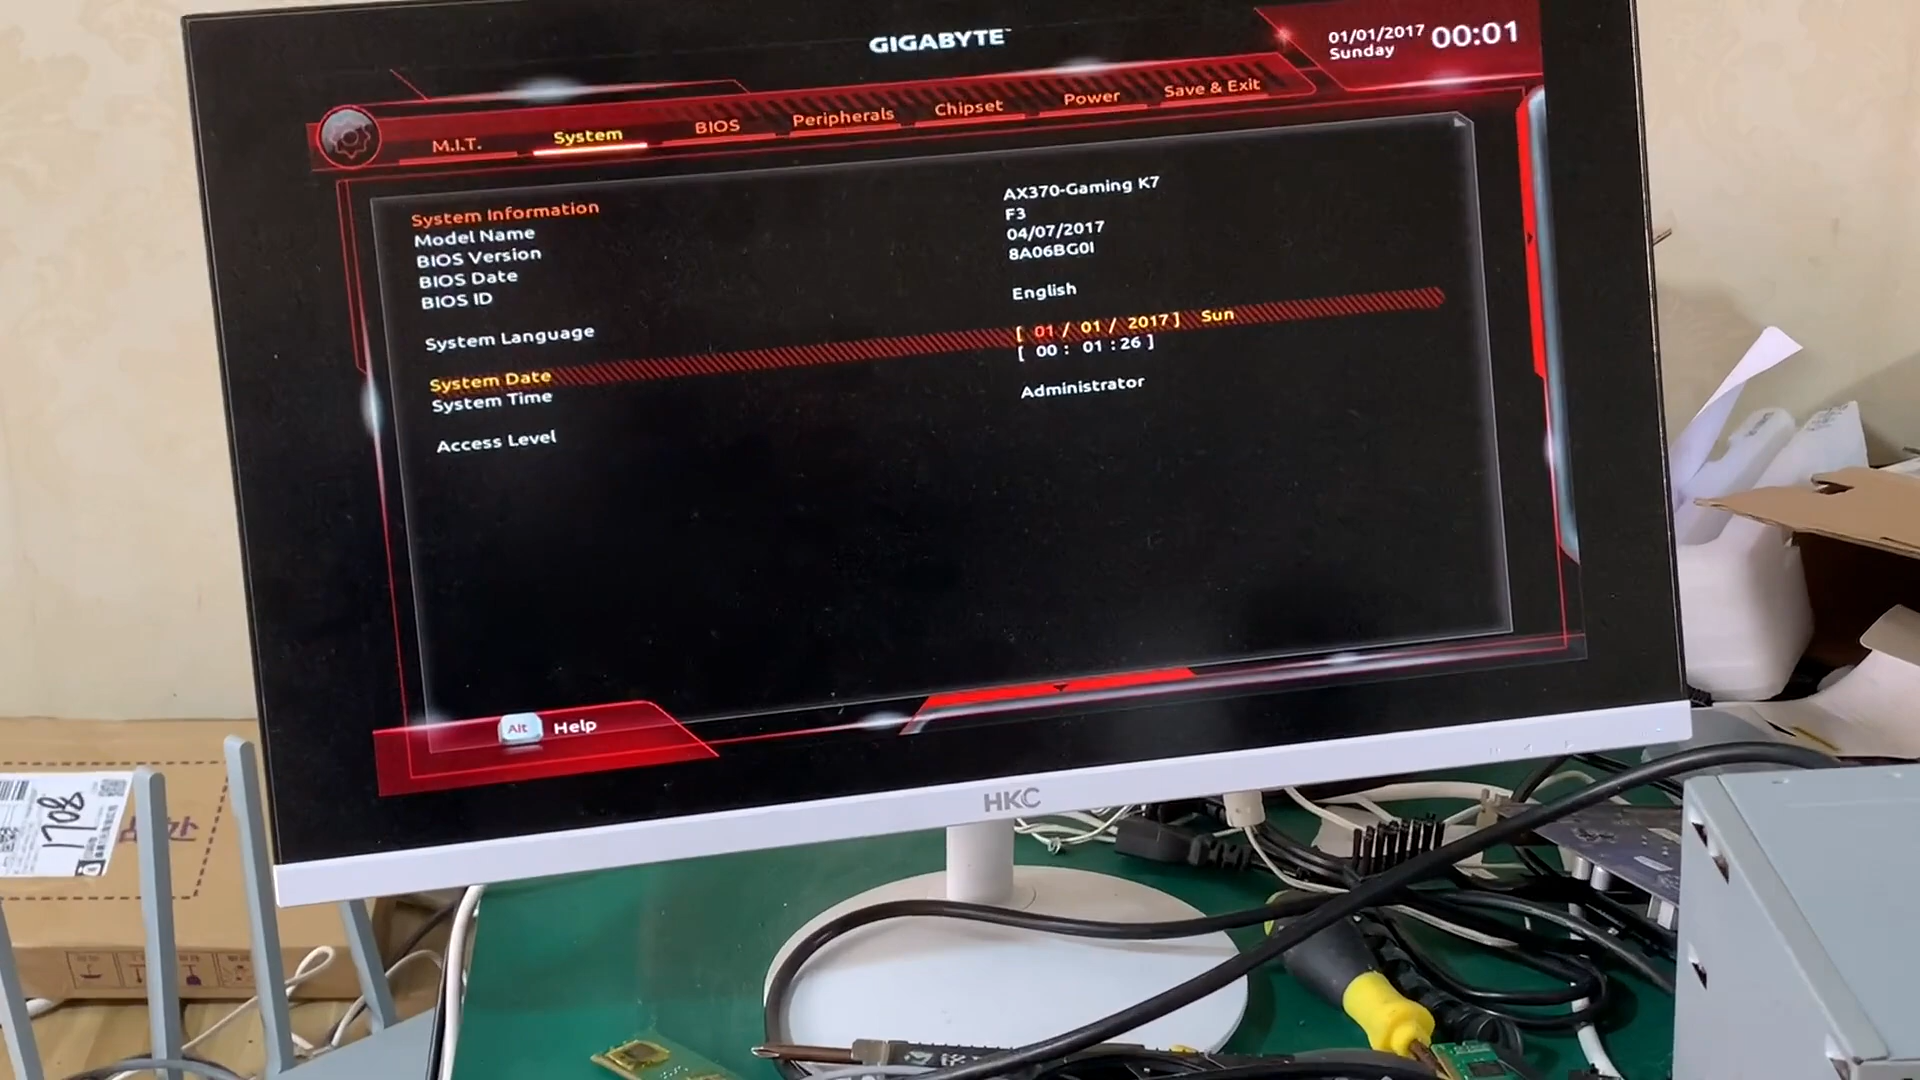 GIGABYTE™
01/01/2017
Sunday
00:01
M.I.T.
System
BIOS
Peripherals
Chipset
Power
Save & Exit
System Information
Model Name
AX370-Gaming K7
BIOS Version
F3
BIOS Date
04/07/2017
BIOS ID
8A06BG0I
System Language
English
System Date
[ 01 / 01 / 2017 ] Sun
System Time
[ 00 : 01 : 26 ]
Access Level
Administrator
Alt
Help
HKC
1708